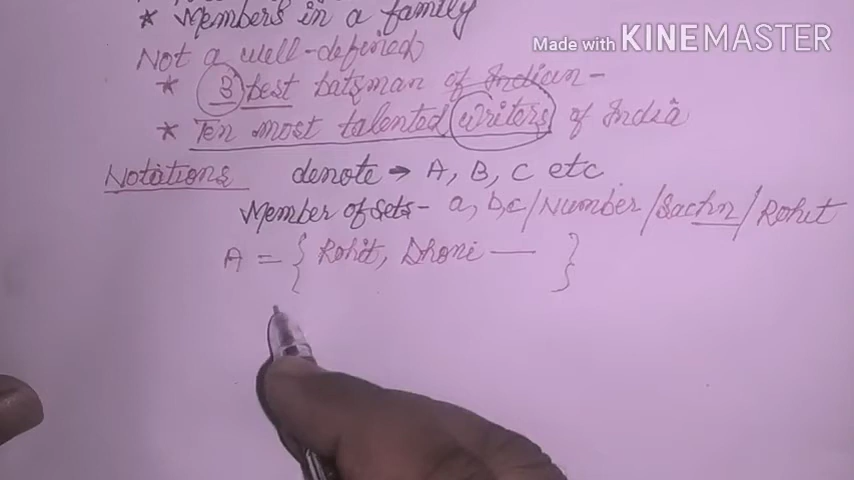 * Members in a family
Made with KINEMASTER
Not a well-defined
* 3 best batsman of Indian -
* Ten most talented writers of India
Notations denote → A, B, C etc.
Member of sets - a, b, c / Number / Sachin / Rohit
A = { Rohit, Dhoni — }